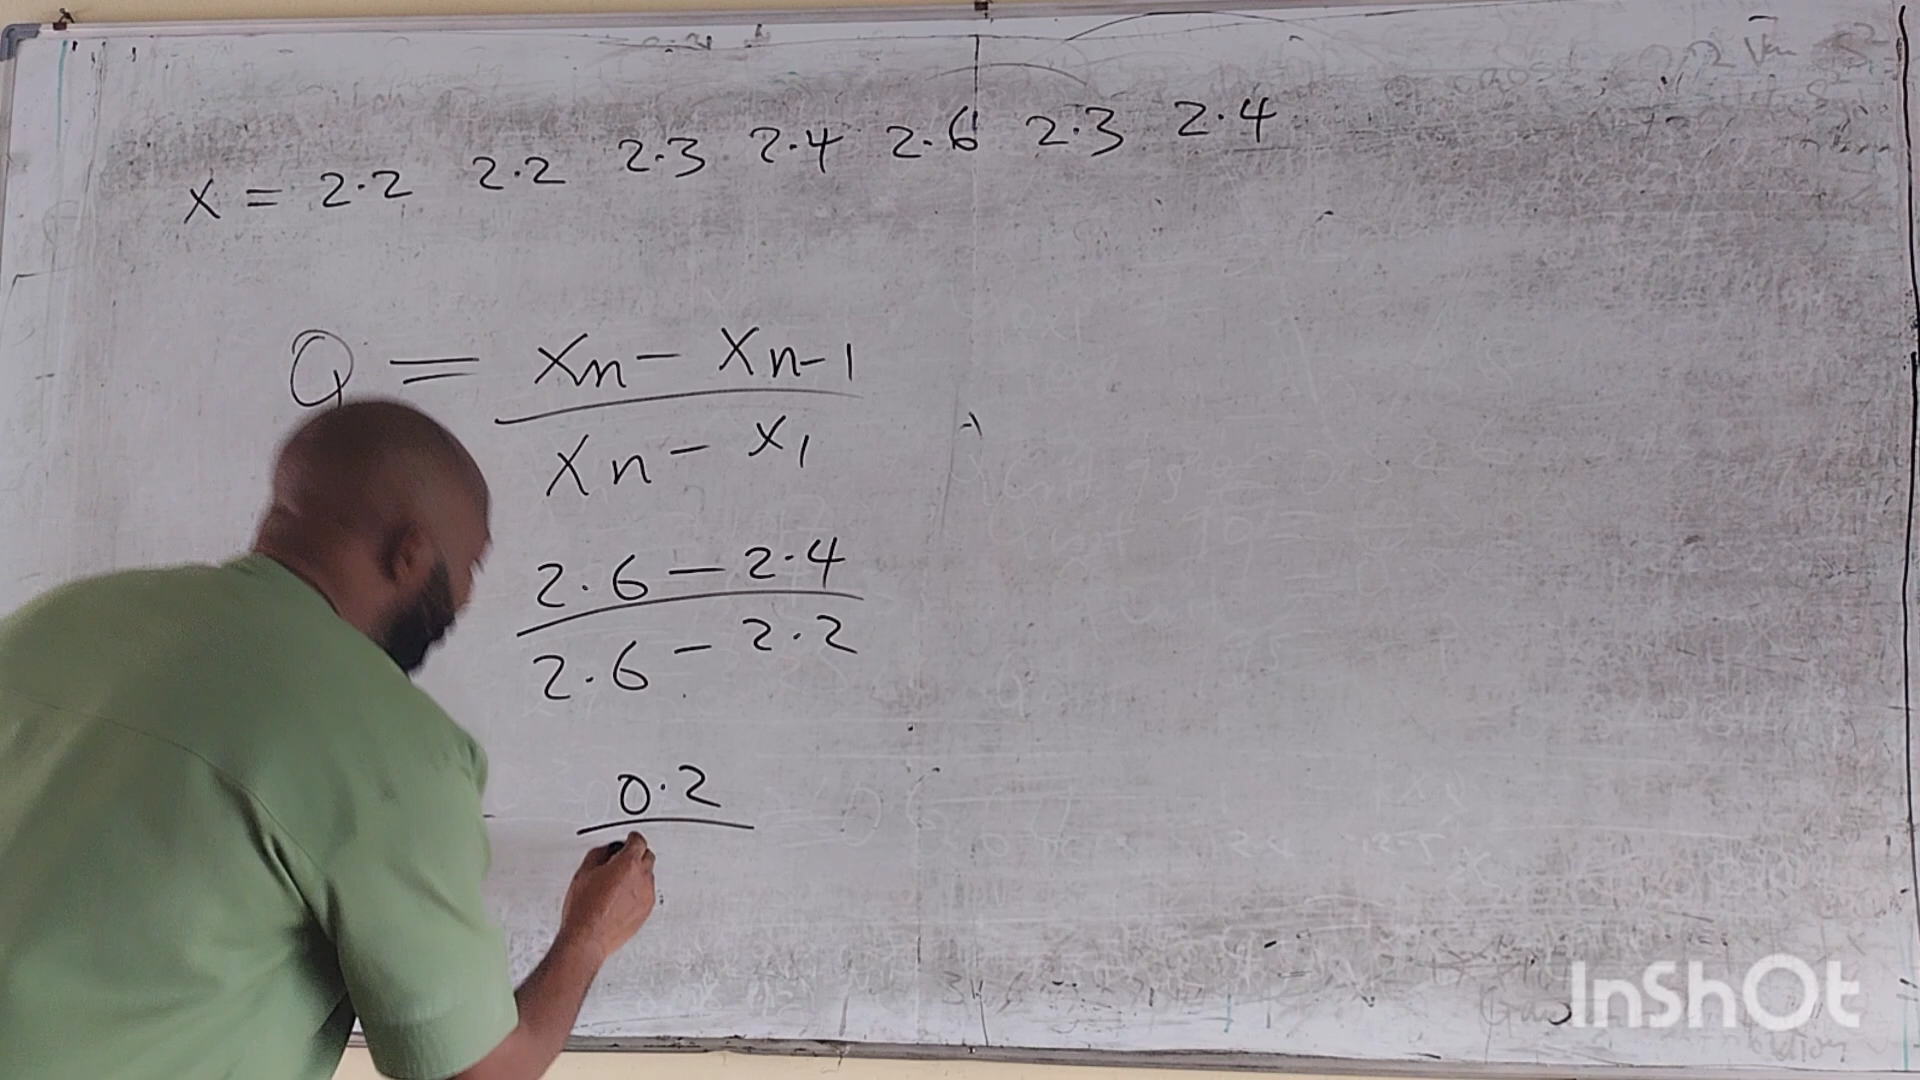 x = 2.2 2.2 2.3 2.4 2.6 2.3 2.4
Q = xn - xn-1
xn - x1
2.6 - 2.4
2.6 - 2.2
0.2
InShOt